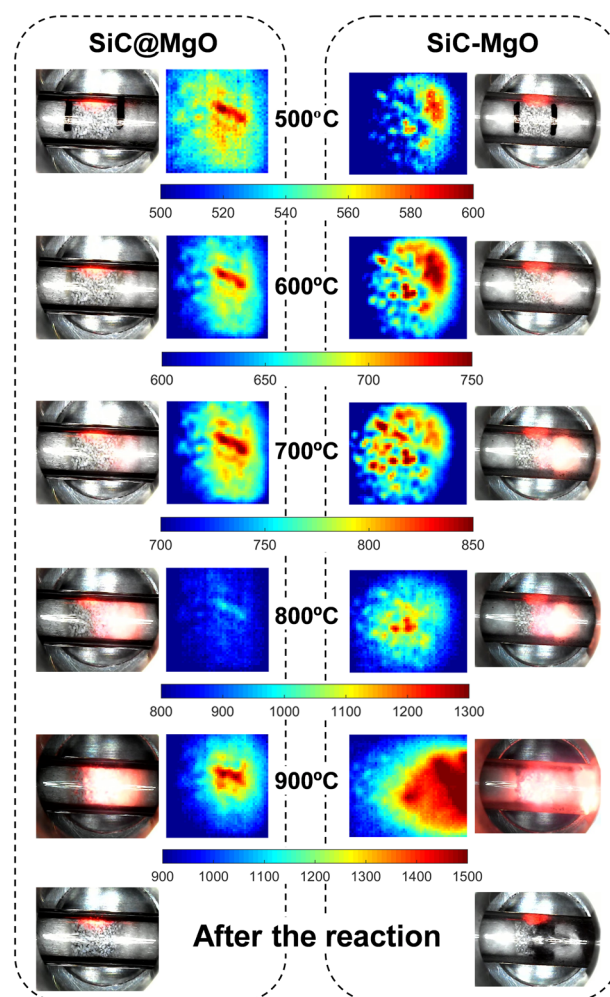 SiC@MgO SiC-MgO
500ºC
500 520 540 560 580 600
600ºC
600 650 700 750
700ºC
700 750 800 850
800ºC
800 900 1000 1100 1200 1300
900ºC
900 1000 1100 1200 1300 1400 1500
After the reaction